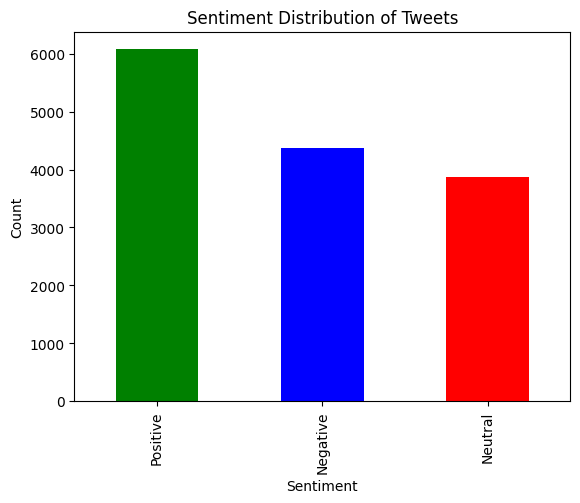 Sentiment Distribution of Tweets
Count
6000
5000
4000
3000
2000
1000
0
Positive
Negative
Neutral
Sentiment